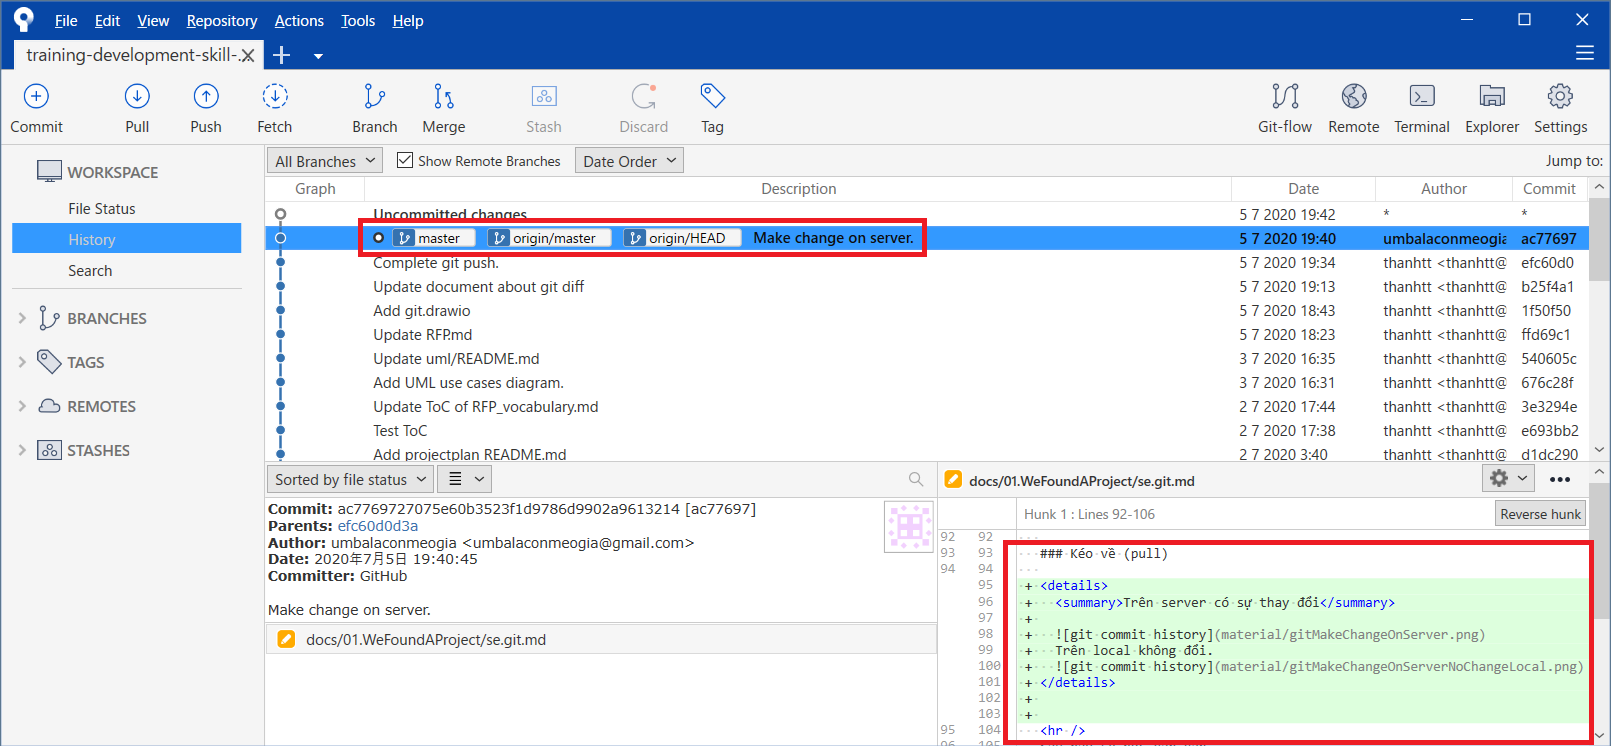 File Edit View Repository Actions Tools Help
training-development-skill-..
Commit Pull Push Fetch Branch Merge Stash Discard Tag Git-flow Remote Terminal Explorer Settings
All Branches Show Remote Branches Date Order Jump to:
WORKSPACE
File Status
History
Search
BRANCHES
TAGS
REMOTES
STASHES
Graph Description Date Author Commit
Uncommitted changes 5 7 2020 19:42 * *
master origin/master origin/HEAD Make change on server. 5 7 2020 19:40 umbalaconmeogia ac77697
Complete git push. 5 7 2020 19:34 thanhtt <thanhtt@ efc60d0
Update document about git diff 5 7 2020 19:13 thanhtt <thanhtt@ b25f4a1
Add git.drawio 5 7 2020 18:43 thanhtt <thanhtt@ 1f50f50
Update RFP.md 5 7 2020 18:23 thanhtt <thanhtt@ ffd69c1
Update uml/README.md 3 7 2020 16:35 thanhtt <thanhtt@ 540605c
Add UML use cases diagram. 3 7 2020 16:31 thanhtt <thanhtt@ 676c28f
Update ToC of RFP_vocabulary.md 2 7 2020 17:44 thanhtt <thanhtt@ 3e3294e
Test ToC 2 7 2020 17:38 thanhtt <thanhtt@ e693bb2
Add projectplan README.md 2 7 2020 3:40 thanhtt <thanhtt@ d1dc290
Sorted by file status
Commit: ac7769727075e60b3523f1d9786d9902a9613214 [ac77697]
Parents: efc60d0d3a
Author: umbalaconmeogia <umbalaconmeogia@gmail.com>
Date: 2020年7月5日 19:40:45
Committer: GitHub
Make change on server.
docs/01.WeFoundAProject/se.git.md
docs/01.WeFoundAProject/se.git.md
Hunk 1 : Lines 92-106 Reverse hunk
92 92
93 93 ### Kéo về (pull)
94 94
95 + <details>
96 + <summary>Trên server có sự thay đổi</summary>
97 +
98 + ![git commit history](material/gitMakeChangeOnServer.png)
99 + Trên local không đổi.
100 + ![git commit history](material/gitMakeChangeOnServerNoChangeLocal.png)
101 + </details>
102 +
103 +
95 104 <hr />
96 105